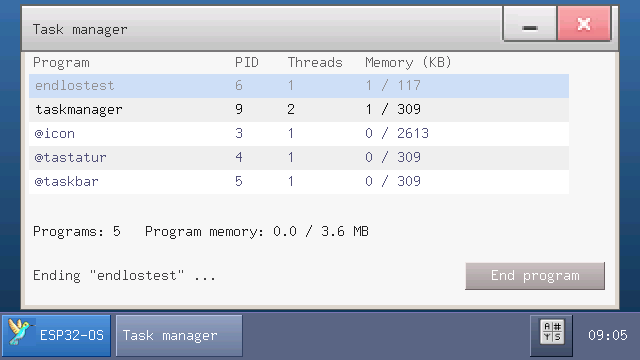 Task manager
Program PID Threads Memory (KB)
endlostest 6 1 1 / 117
taskmanager 9 2 1 / 309
@icon 3 1 0 / 2613
@tastatur 4 1 0 / 309
@taskbar 5 1 0 / 309
Programs: 5 Program memory: 0.0 / 3.6 MB
Ending "endlostest" ... End program
ESP32-OS Task manager A# TS 09:05